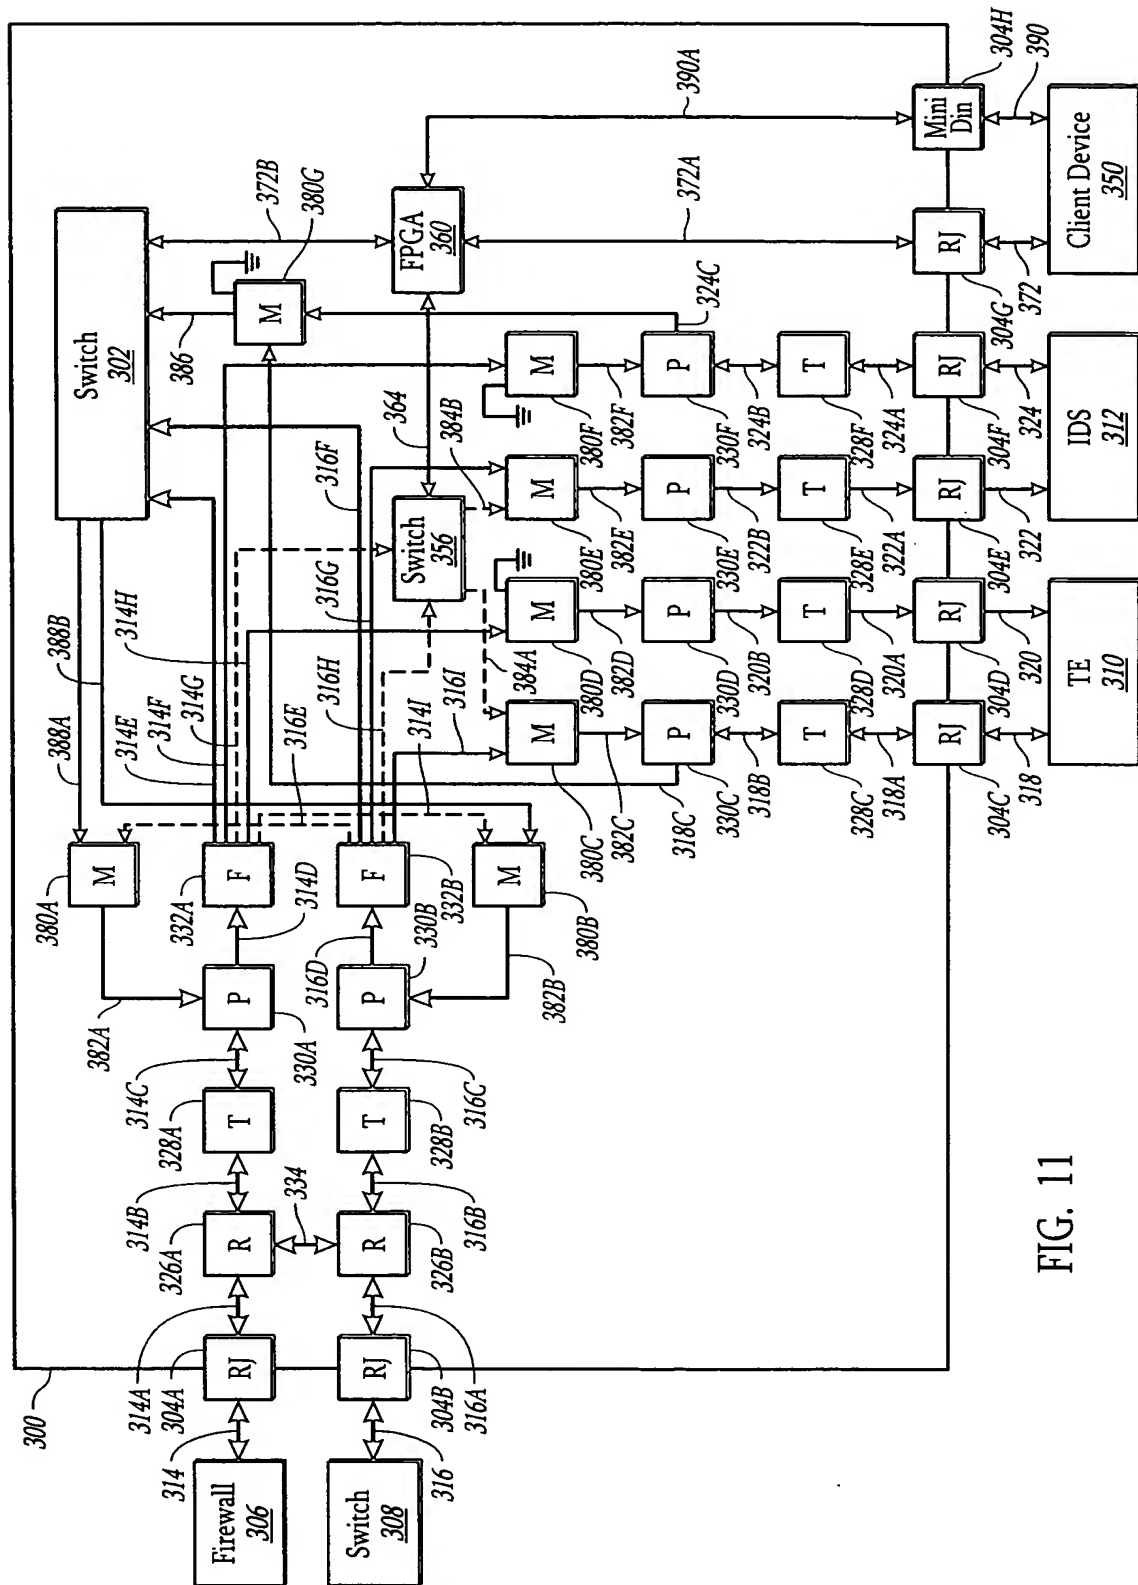 300
314
314A
304A
326A
314B
328A
314C
330A
382A
380A
332A
314D
388A
388B
314E
314F
314G
314H
316E
314I
316F
316G
316H
316I
Firewall
306
RJ
R
T
P
F
M
334
Switch
308
316
RJ
304B
316A
R
326B
316B
T
328B
316C
P
330B
316D
F
332B
M
380B
382B
Switch
302
386
M
380G
372B
FPGA
360
364
Switch
356
384A
384B
390A
372A
M
380C
382C
P
318C
330C
318B
T
328C
318A
RJ
304C
318
M
380D
382D
P
330D
320B
T
328D
320A
RJ
304D
320
TE
310
M
380E
382E
P
330E
322B
T
328E
322A
RJ
304E
322
M
380F
382F
P
324C
330F
324B
T
328F
324A
RJ
304F
324
IDS
312
RJ
304G
372
Mini
Din
304H
390
Client Device
350
FIG. 11